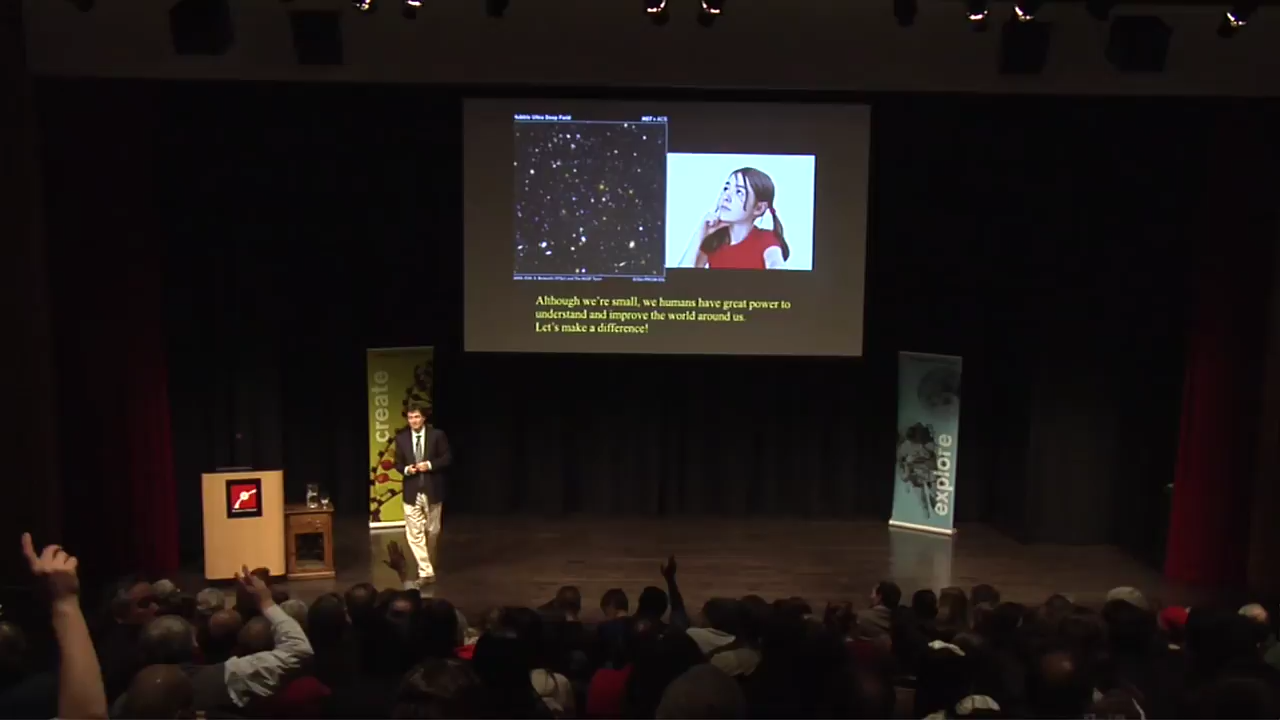 Hubble Ultra Deep Field
HST • ACS
Although we're small, we humans have great power to
understand and improve the world around us.
Let's make a difference!
create
explore